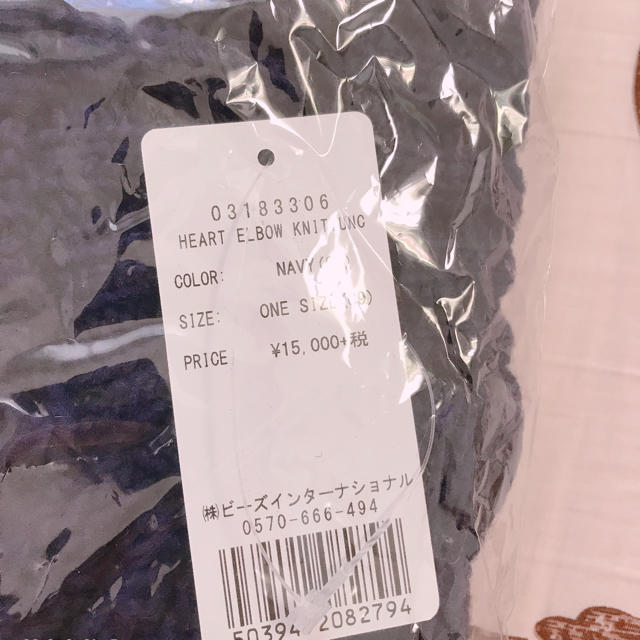 03183306
HEART ELBOW KNIT
COLOR: NAVY
SIZE: ONE SIZE
PRICE ¥15,000+税
㈱ビーズインターナショナル
0570-666-494
2082794